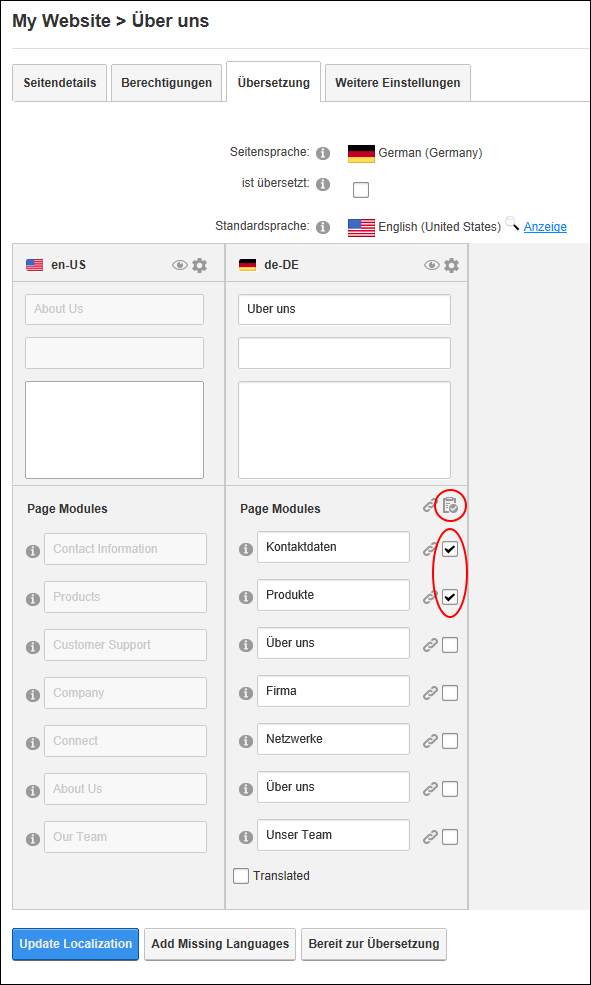 My Website > Über uns
Seitendetails Berechtigungen Übersetzung Weitere Einstellungen
Seitensprache: German (Germany)
ist übersetzt:
Standardsprache: English (United States) Anzeige
en-US de-DE
About Us Uber uns
Page Modules Page Modules
Contact Information Kontaktdaten
Products Produkte
Customer Support Über uns
Company Firma
Connect Netzwerke
About Us Über uns
Our Team Unser Team
Translated
Update Localization Add Missing Languages Bereit zur Übersetzung